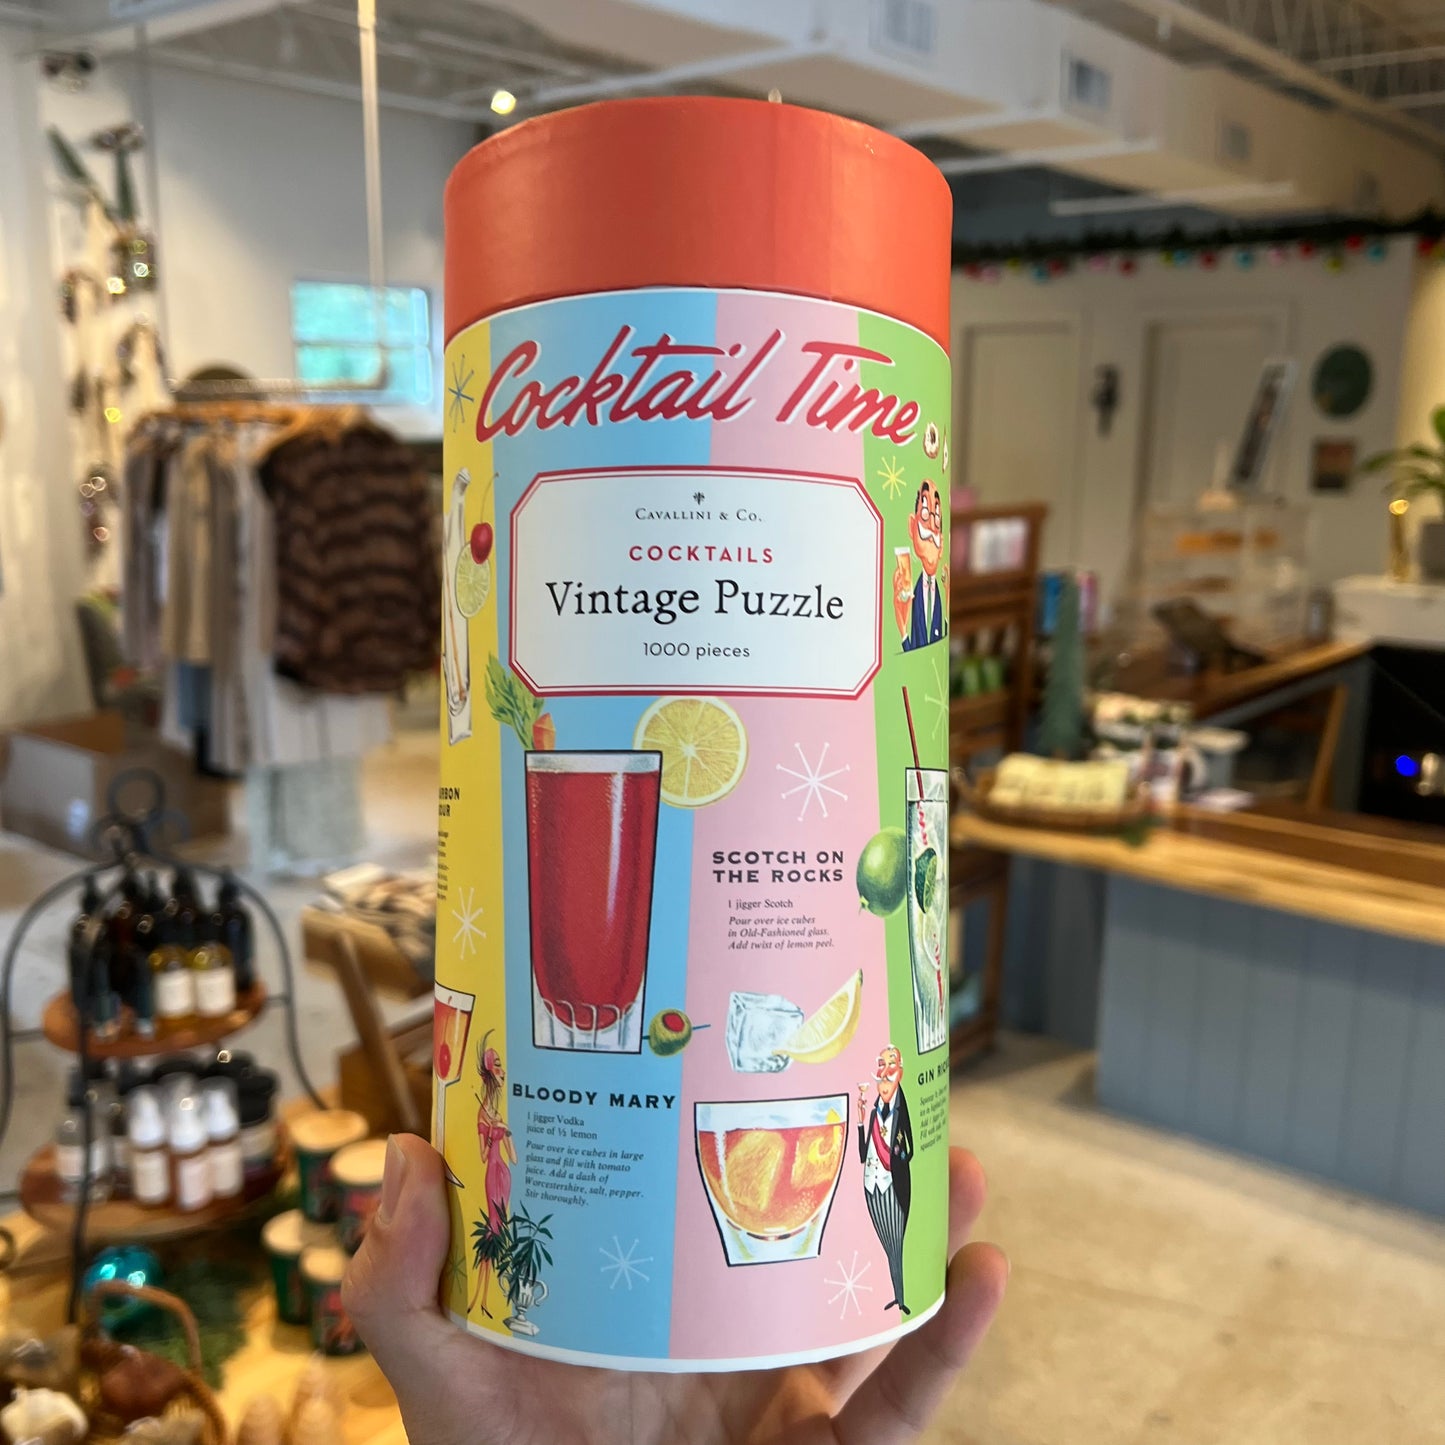 Cocktail Time
CAVALLINI & Co.
COCKTAILS
Vintage Puzzle
1000 pieces
SCOTCH ON
THE ROCKS
1 jigger Scotch
Pour over ice cubes
in Old-Fashioned glass.
Add twist of lemon peel.
BLOODY MARY
1 jigger Vodka
juice of ½ lemon
Pour over ice cubes in large
glass and fill with tomato
juice. Add a dash of
Worcestershire, salt, pepper.
Stir thoroughly.
GIN